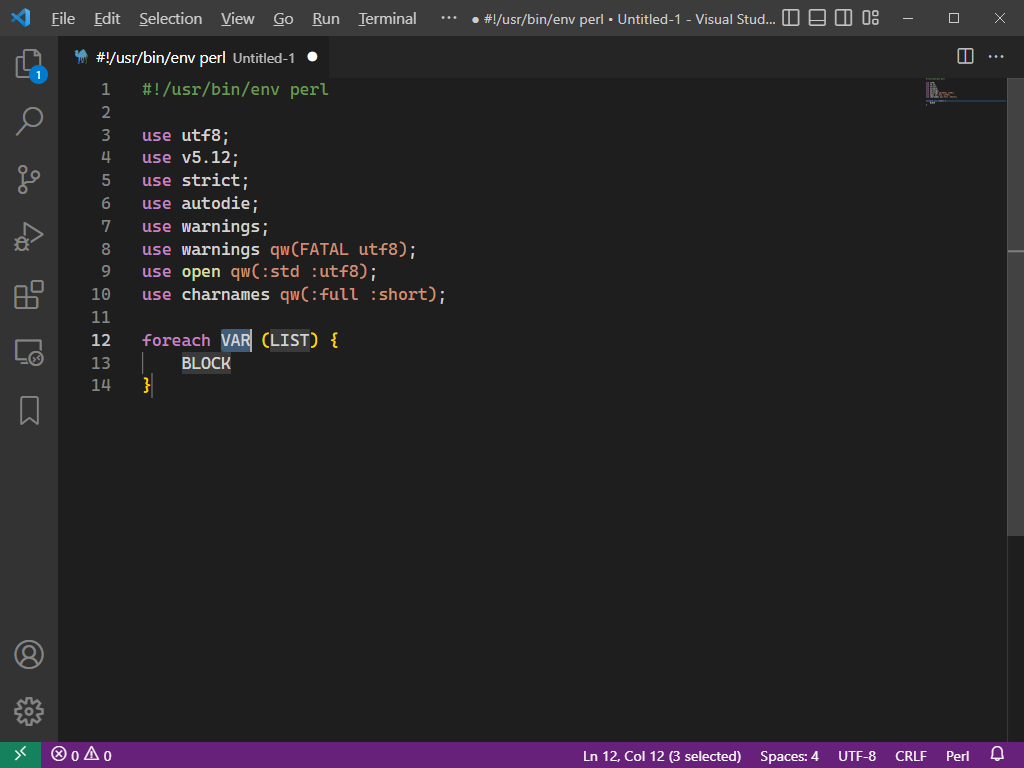 File Edit Selection View Go Run Terminal ··· ● #!/usr/bin/env perl • Untitled-1 - Visual Stud...
#!/usr/bin/env perl Untitled-1 ●
1
1 #!/usr/bin/env perl
2
3 use utf8;
4 use v5.12;
5 use strict;
6 use autodie;
7 use warnings;
8 use warnings qw(FATAL utf8);
9 use open qw(:std :utf8);
10 use charnames qw(:full :short);
11
12 foreach VAR (LIST) {
13 BLOCK
14 }
0 0 Ln 12, Col 12 (3 selected) Spaces: 4 UTF-8 CRLF Perl